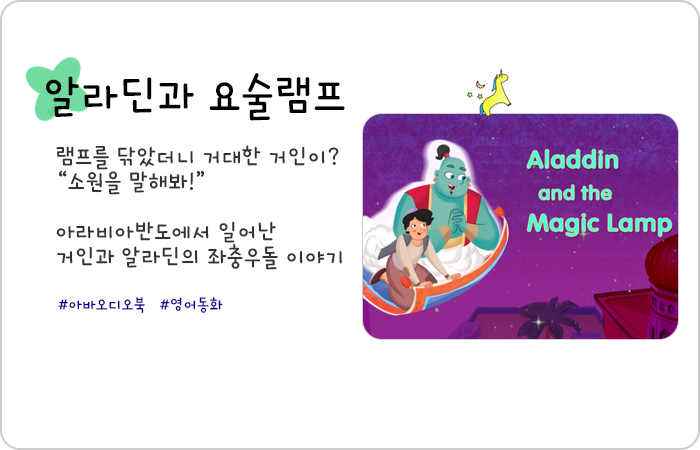 알라딘과 요술램프
램프를 닦았더니 거대한 거인이?
“소원을 말해봐!”
아라비아반도에서 일어난
거인과 알라딘의 좌충우돌 이야기
#아바오디오북 #영어동화
Aladdin
and the
Magic Lamp